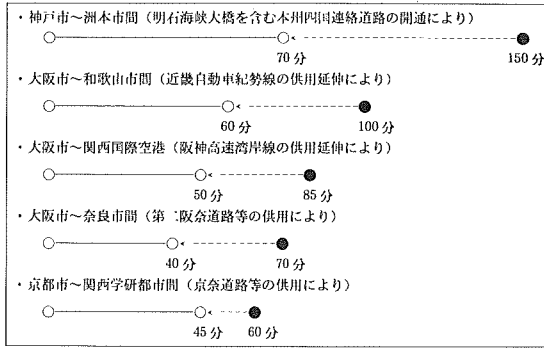 ・神戸市〜洲本市間（明石海峡大橋を含む本州四国連絡道路の開通により）
70分 150分
・大阪市〜和歌山市間（近畿自動車紀勢線の供用延伸により）
60分 100分
・大阪市〜関西国際空港（阪神高速湾岸線の供用延伸により）
50分 85分
・大阪市〜奈良市間（第二阪奈道路等の供用により）
40分 70分
・京都市〜関西学研都市間（京奈道路等の供用により）
45分 60分